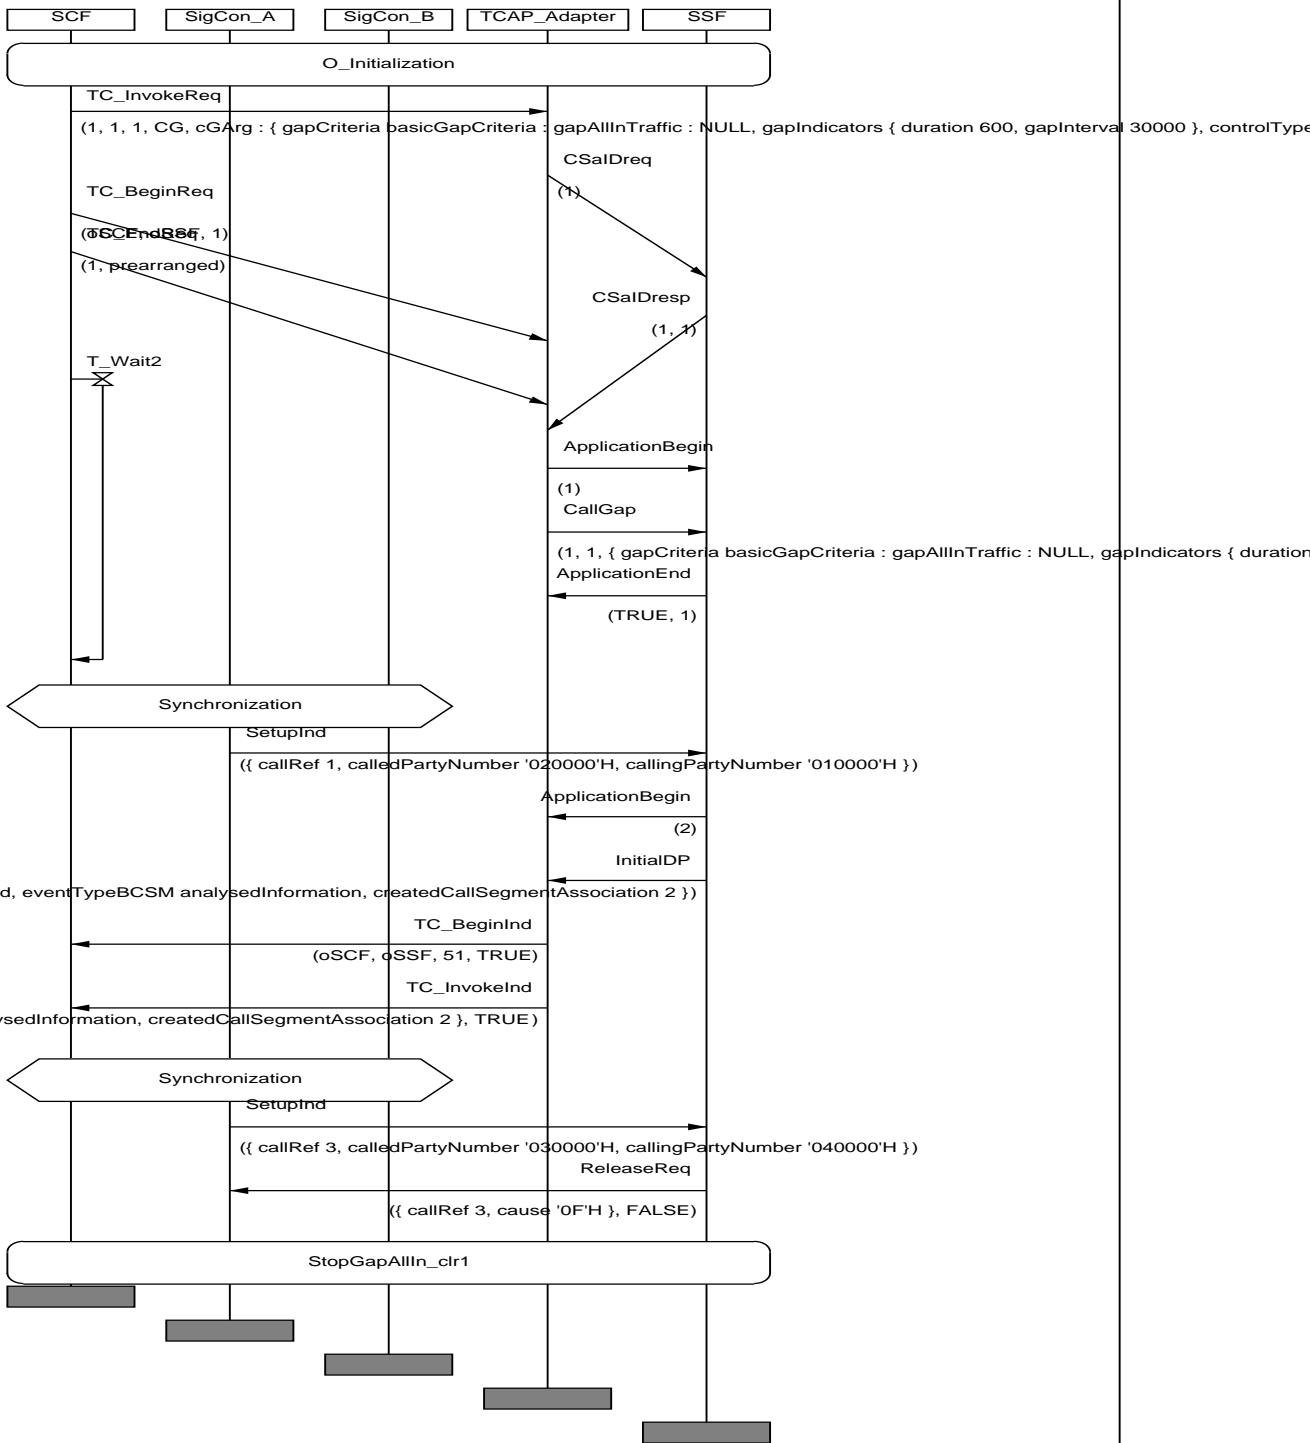 SCF SigCon_A SigCon_B TCAP_Adapter SSF
O_Initialization
TC_InvokeReq
(1, 1, 1, CG, cGArg : { gapCriteria basicGapCriteria : gapAllInTraffic : NULL, gapIndicators { duration 600, gapInterval 30000 }, controlType
CSaIDreq
(1)
TC_BeginReq
(oSCF, oSSF, 1)
TC_EndReq
(1, prearranged)
CSaIDresp
(1, 1)
T_Wait2
ApplicationBegin
(1)
CallGap
(1, 1, { gapCriteria basicGapCriteria : gapAllInTraffic : NULL, gapIndicators { duration
ApplicationEnd
(TRUE, 1)
Synchronization
SetupInd
({ callRef 1, calledPartyNumber '020000'H, callingPartyNumber '010000'H })
ApplicationBegin
(2)
InitialDP
d, eventTypeBCSM analysedInformation, createdCallSegmentAssociation 2 })
TC_BeginInd
(oSCF, oSSF, 51, TRUE)
TC_InvokeInd
ysedInformation, createdCallSegmentAssociation 2 }, TRUE)
Synchronization
SetupInd
({ callRef 3, calledPartyNumber '030000'H, callingPartyNumber '040000'H })
ReleaseReq
({ callRef 3, cause '0F'H }, FALSE)
StopGapAllIn_clr1